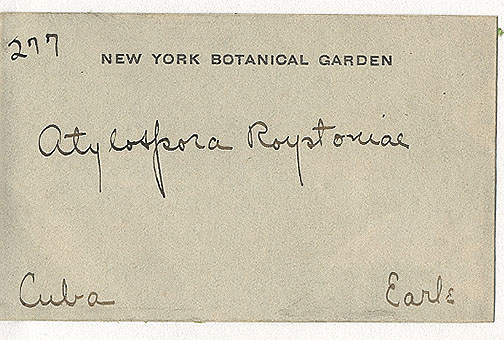 277
NEW YORK BOTANICAL GARDEN
Atylospora Roystoniae
Cuba Earle